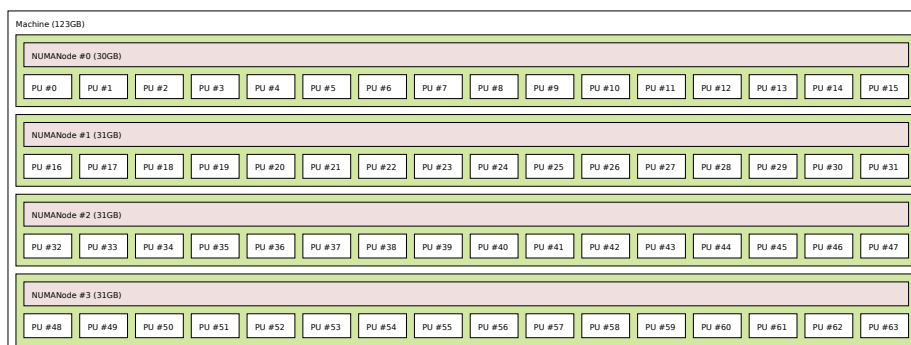 Machine (123GB)
NUMANode #0 (30GB)
PU #0 PU #1 PU #2 PU #3 PU #4 PU #5 PU #6 PU #7 PU #8 PU #9 PU #10 PU #11 PU #12 PU #13 PU #14 PU #15
NUMANode #1 (31GB)
PU #16 PU #17 PU #18 PU #19 PU #20 PU #21 PU #22 PU #23 PU #24 PU #25 PU #26 PU #27 PU #28 PU #29 PU #30 PU #31
NUMANode #2 (31GB)
PU #32 PU #33 PU #34 PU #35 PU #36 PU #37 PU #38 PU #39 PU #40 PU #41 PU #42 PU #43 PU #44 PU #45 PU #46 PU #47
NUMANode #3 (31GB)
PU #48 PU #49 PU #50 PU #51 PU #52 PU #53 PU #54 PU #55 PU #56 PU #57 PU #58 PU #59 PU #60 PU #61 PU #62 PU #63